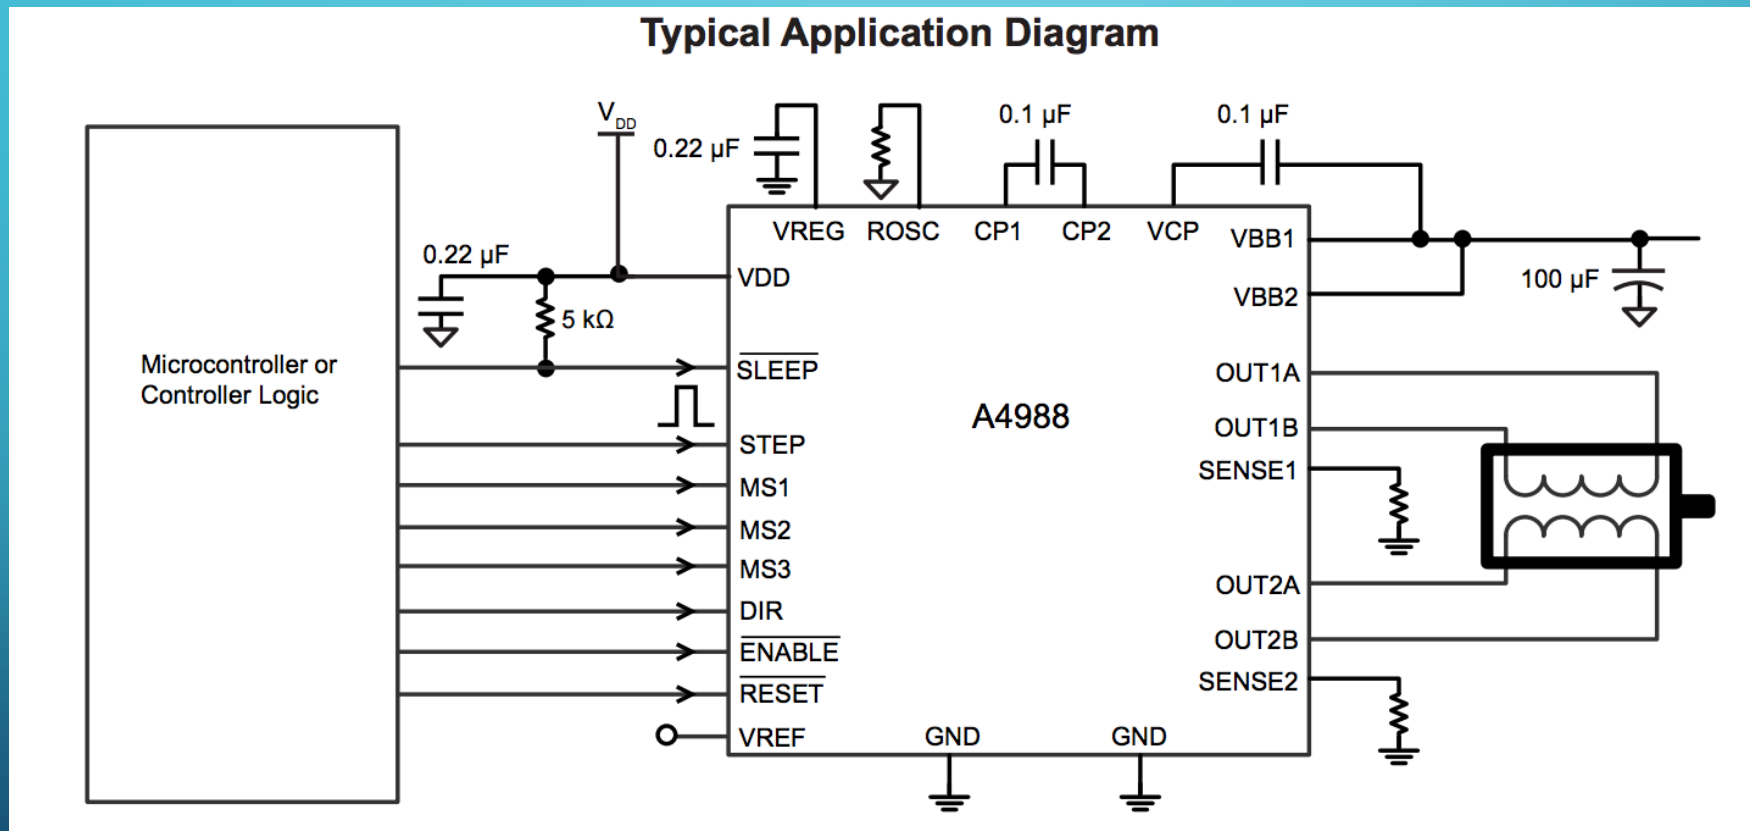 Typical Application Diagram
VDD
0.22 µF
0.1 µF
0.1 µF
VREG
ROSC
CP1
CP2
VCP
VBB1
0.22 µF
VDD
5 kΩ
100 µF
VBB2
Microcontroller or
Controller Logic
SLEEP
OUT1A
A4988
STEP
OUT1B
SENSE1
MS1
MS2
MS3
OUT2A
DIR
OUT2B
ENABLE
SENSE2
RESET
VREF
GND
GND